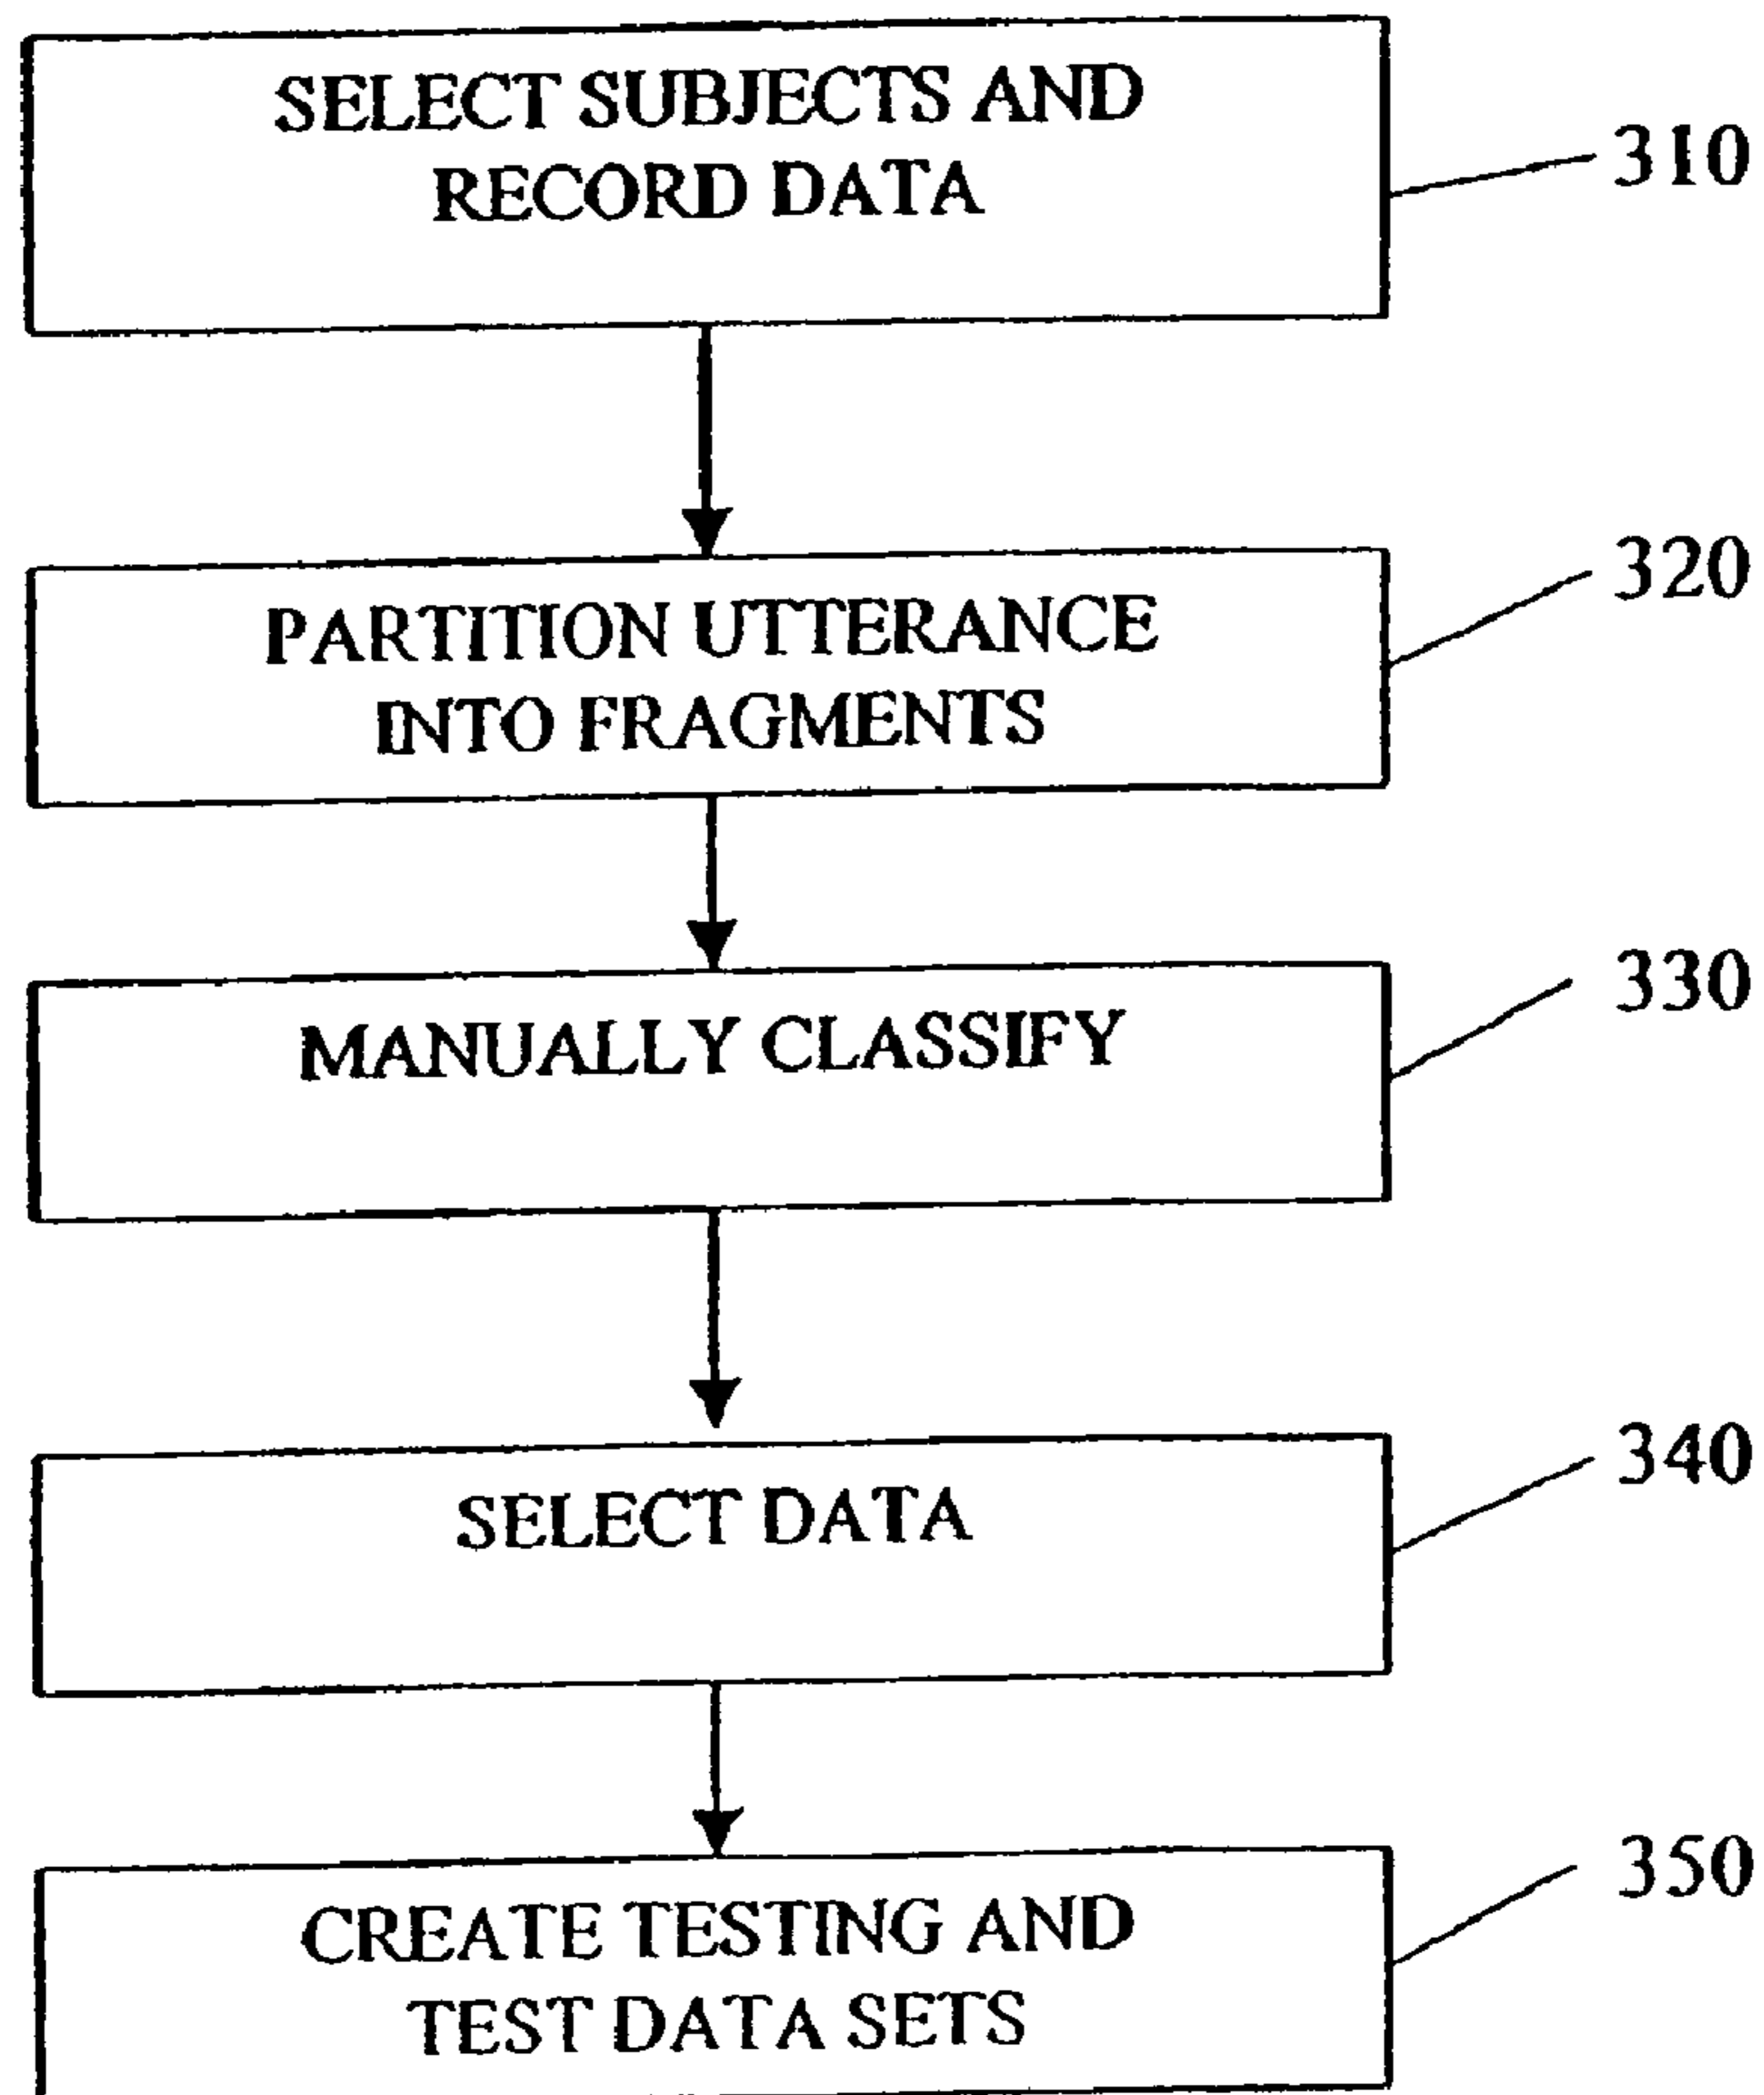 SELECT SUBJECTS AND
RECORD DATA
310
PARTITION UTTERANCE
INTO FRAGMENTS
320
MANUALLY CLASSIFY
330
SELECT DATA
340
CREATE TESTING AND
TEST DATA SETS
350